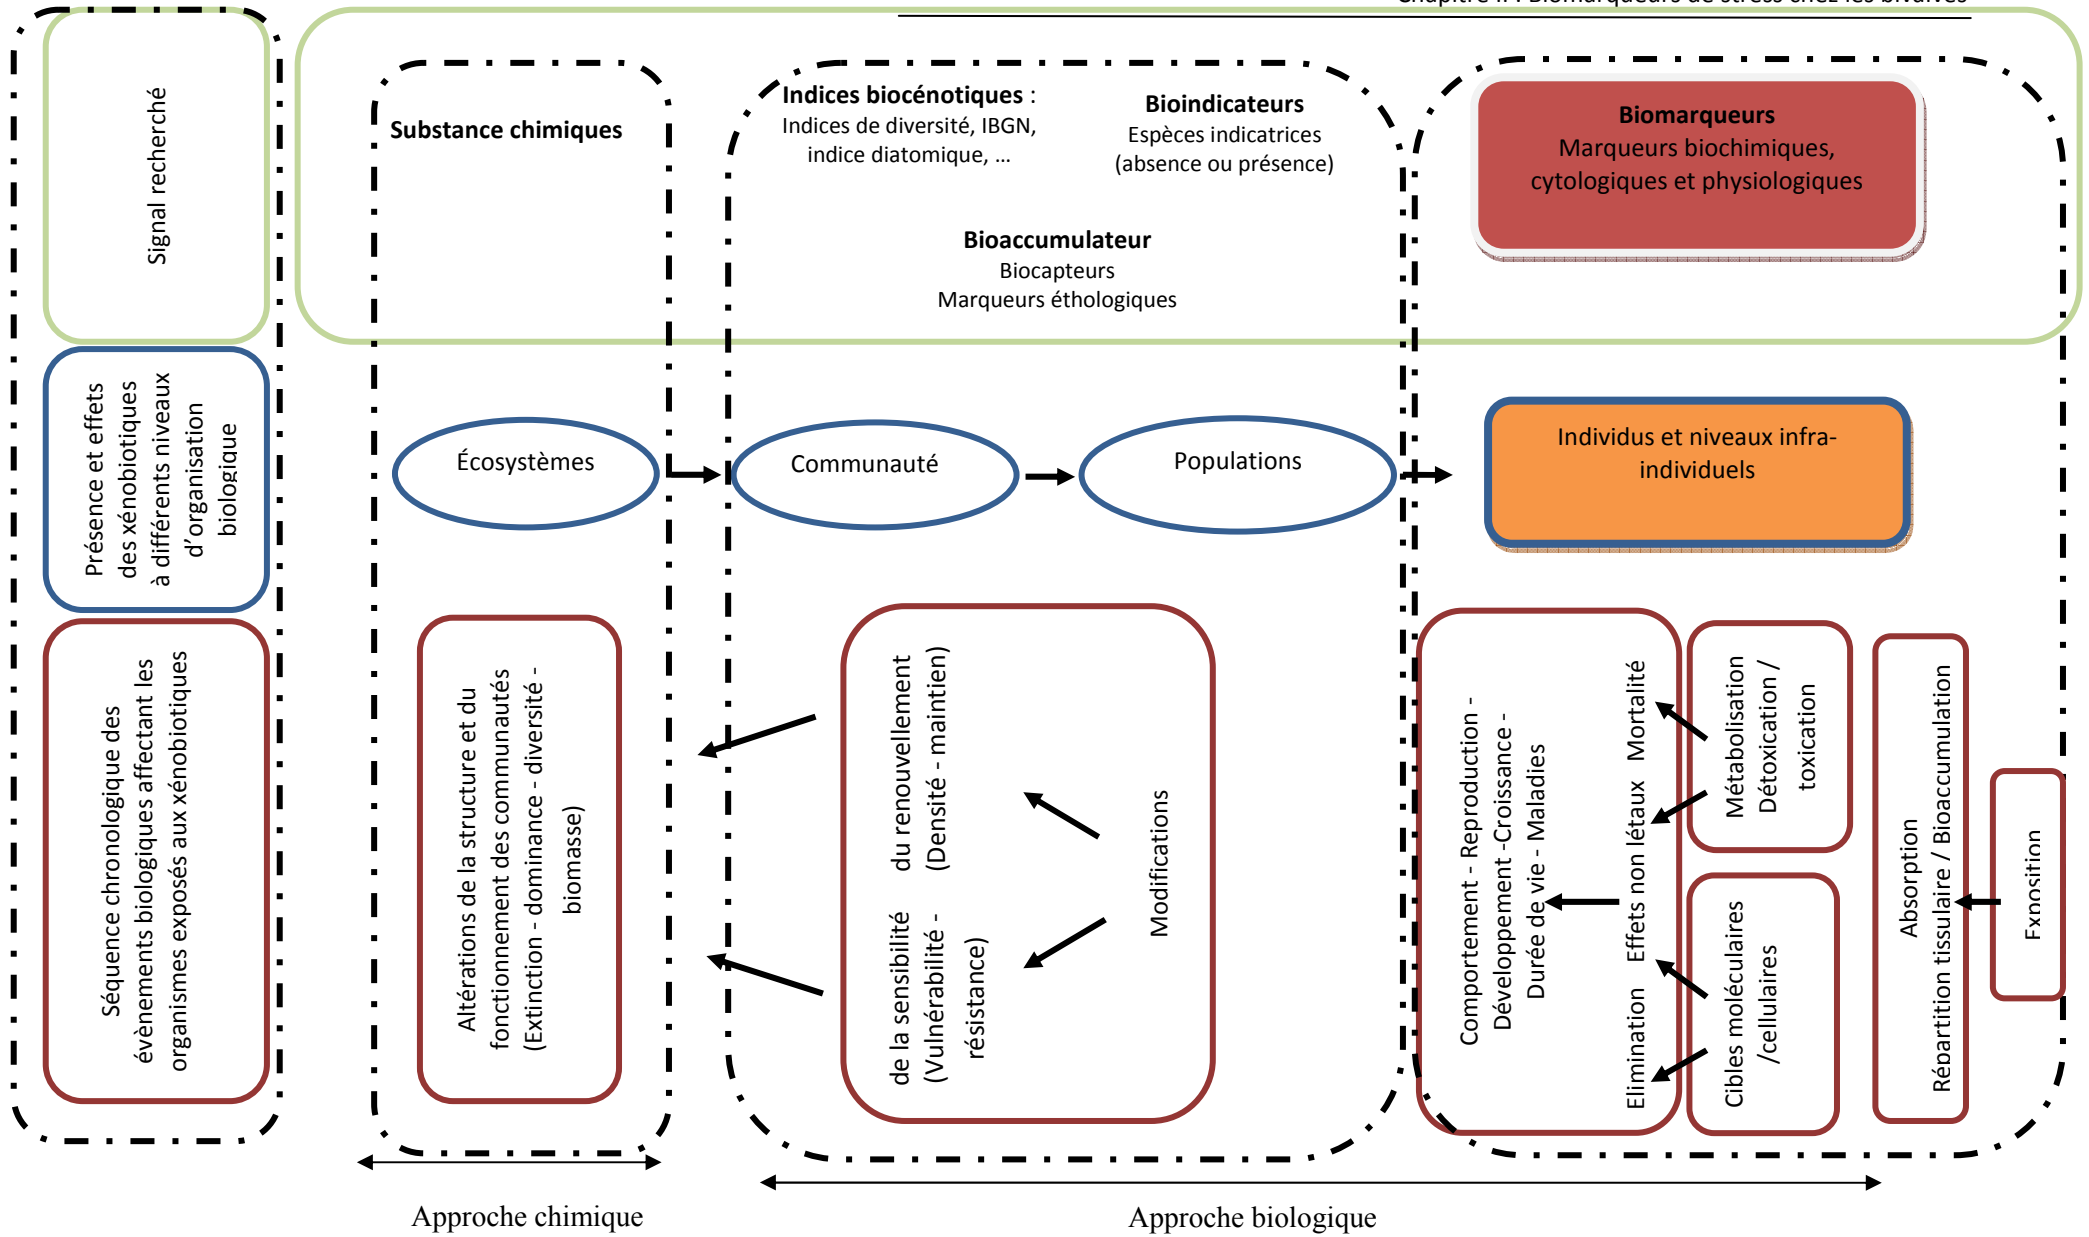 Chapitre II : Biomarqueurs de stress chez les bivalves
Signal recherché
Substance chimiques
Indices biocénotiques :
Indices de diversité, IBGN,
indice diatomique, ...
Bioindicateurs
Espèces indicatrices
(absence ou présence)
Bioaccumulateur
Biocapteurs
Marqueurs éthologiques
Biomarqueurs
Marqueurs biochimiques,
cytologiques et physiologiques
Présence et effets
des xénobiotiques
à différents niveaux
d'organisation
biologique
Écosystèmes
Communauté
Populations
Individus et niveaux infra-
individuels
Séquence chronologique des
évènements biologiques affectant les
organismes exposés aux xénobiotiques
Altérations de la structure et du
fonctionnement des communautés
(Extinction - dominance - diversité -
biomasse)
du renouvellement
(Densité - maintien)
de la sensibilité
(Vulnérabilité -
résistance)
Modifications
Comportement - Reproduction -
Développement -Croissance -
Durée de vie - Maladies
Elimination
Effets non létaux
Mortalité
Métabolisation
Détoxication /
toxication
Cibles moléculaires
/cellulaires
Absorption
Répartition tissulaire / Bioaccumulation
Exposition
Approche chimique
Approche biologique